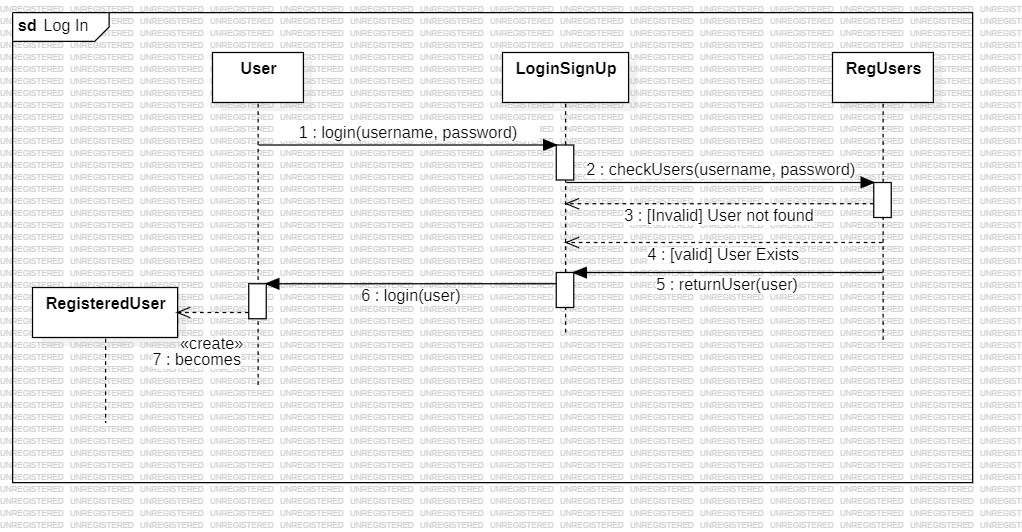 sd Log In
User
LoginSignUp
RegUsers
1 : login(username, password)
2 : checkUsers(username, password)
3 : [Invalid] User not found
4 : [valid] User Exists
5 : returnUser(user)
6 : login(user)
RegisteredUser
«create»
7 : becomes
UNREGISTERED